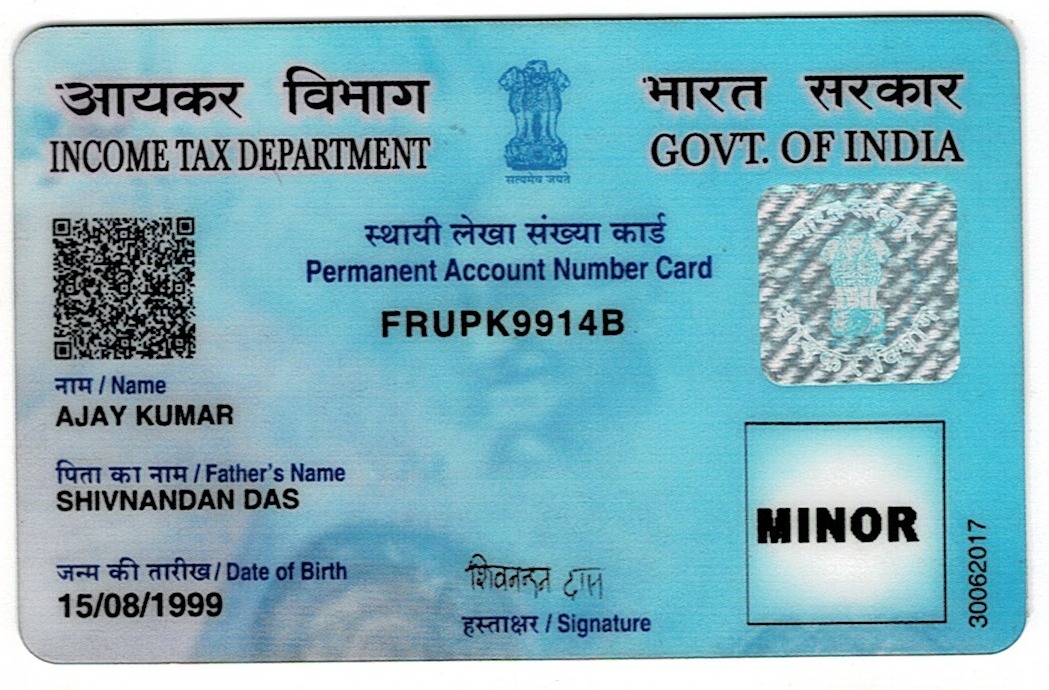 आयकर विभाग
INCOME TAX DEPARTMENT
सत्यमेव जयते
भारत सरकार
GOVT. OF INDIA
स्थायी लेखा संख्या कार्ड
Permanent Account Number Card
FRUPK9914B
नाम / Name
AJAY KUMAR
पिता का नाम / Father's Name
SHIVNANDAN DAS
जन्म की तारीख / Date of Birth
15/08/1999
शिवनन्दन दास
हस्ताक्षर / Signature
MINOR
30062017